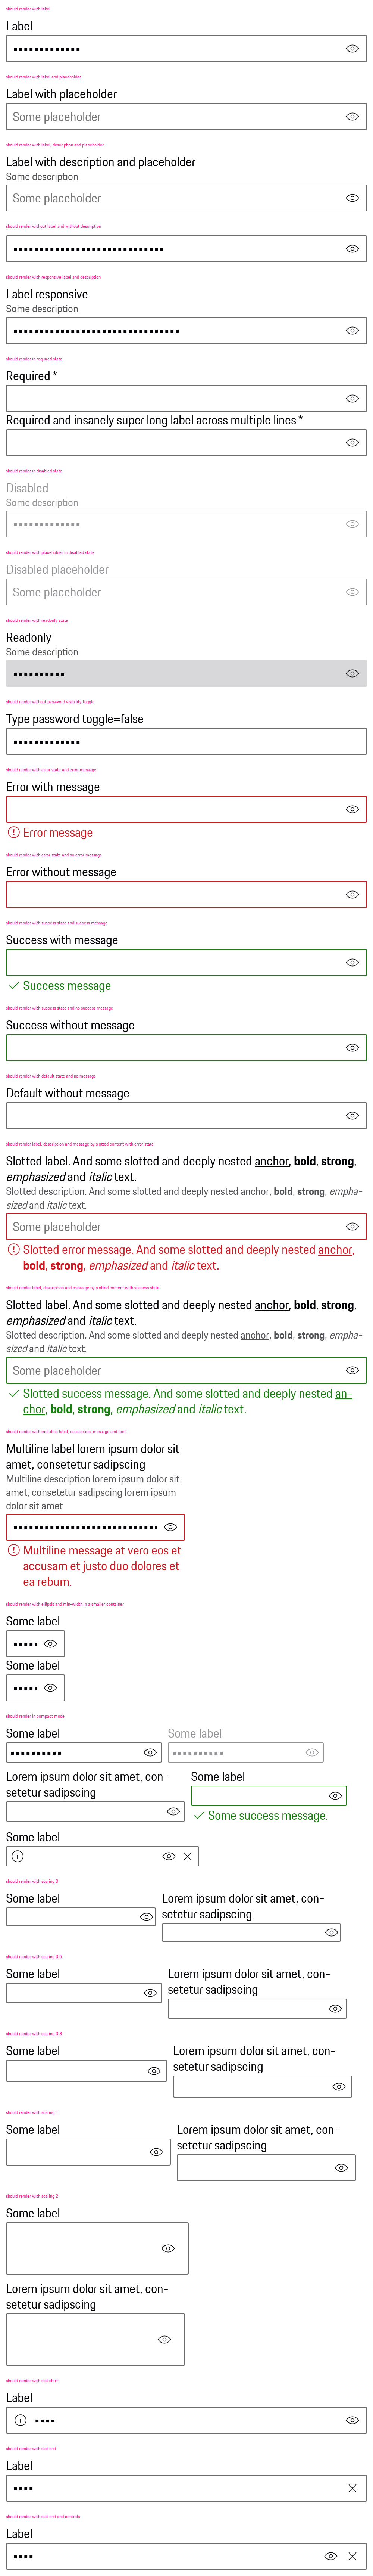 should render with label
Label
should render with label and placeholder
Label with placeholder
Some placeholder
should render with label, description and placeholder
Label with description and placeholder
Some description
Some placeholder
should render without label and without description
should render with responsive label and description
Label responsive
Some description
should render in required state
Required *
Required and insanely super long label across multiple lines *
should render in disabled state
Disabled
Some description
should render with placeholder in disabled state
Disabled placeholder
Some placeholder
should render with readonly state
Readonly
Some description
should render without password visibility toggle
Type password toggle=false
should render with error state and error message
Error with message
Error message
should render with error state and no error message
Error without message
should render with success state and success message
Success with message
Success message
should render with success state and no success message
Success without message
should render with default state and no message
Default without message
should render label, description and message by slotted content with error state
Slotted label. And some slotted and deeply nested anchor, bold, strong,
emphasized and italic text.
Slotted description. And some slotted and deeply nested anchor, bold, strong, empha-
sized and italic text.
Some placeholder
Slotted error message. And some slotted and deeply nested anchor,
bold, strong, emphasized and italic text.
should render label, description and message by slotted content with success state
Slotted label. And some slotted and deeply nested anchor, bold, strong,
emphasized and italic text.
Slotted description. And some slotted and deeply nested anchor, bold, strong, empha-
sized and italic text.
Some placeholder
Slotted success message. And some slotted and deeply nested an-
chor, bold, strong, emphasized and italic text.
should render with multiline label, description, message and text
Multiline label lorem ipsum dolor sit
amet, consetetur sadipscing
Multiline description lorem ipsum dolor sit
amet, consetetur sadipscing lorem ipsum
dolor sit amet
Multiline message at vero eos et
accusam et justo duo dolores et
ea rebum.
should render with ellipsis and min-width in a smaller container
Some label
Some label
should render in compact mode
Some label
Some label
Lorem ipsum dolor sit amet, con-
setetur sadipscing
Some label
Some success message.
Some label
should render with scaling 0
Some label
Lorem ipsum dolor sit amet, con-
setetur sadipscing
should render with scaling 0.5
Some label
Lorem ipsum dolor sit amet, con-
setetur sadipscing
should render with scaling 0.8
Some label
Lorem ipsum dolor sit amet, con-
setetur sadipscing
should render with scaling 1
Some label
Lorem ipsum dolor sit amet, con-
setetur sadipscing
should render with scaling 2
Some label
Lorem ipsum dolor sit amet, con-
setetur sadipscing
should render with slot start
Label
should render with slot end
Label
should render with slot end and controls
Label